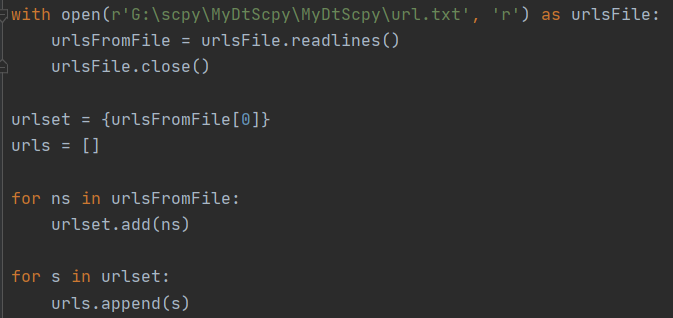 with open(r'G:\scpy\MyDtScpy\MyDtScpy\url.txt', 'r') as urlsFile:
    urlsFromFile = urlsFile.readlines()
    urlsFile.close()

urlset = {urlsFromFile[0]}
urls = []

for ns in urlsFromFile:
    urlset.add(ns)

for s in urlset:
    urls.append(s)